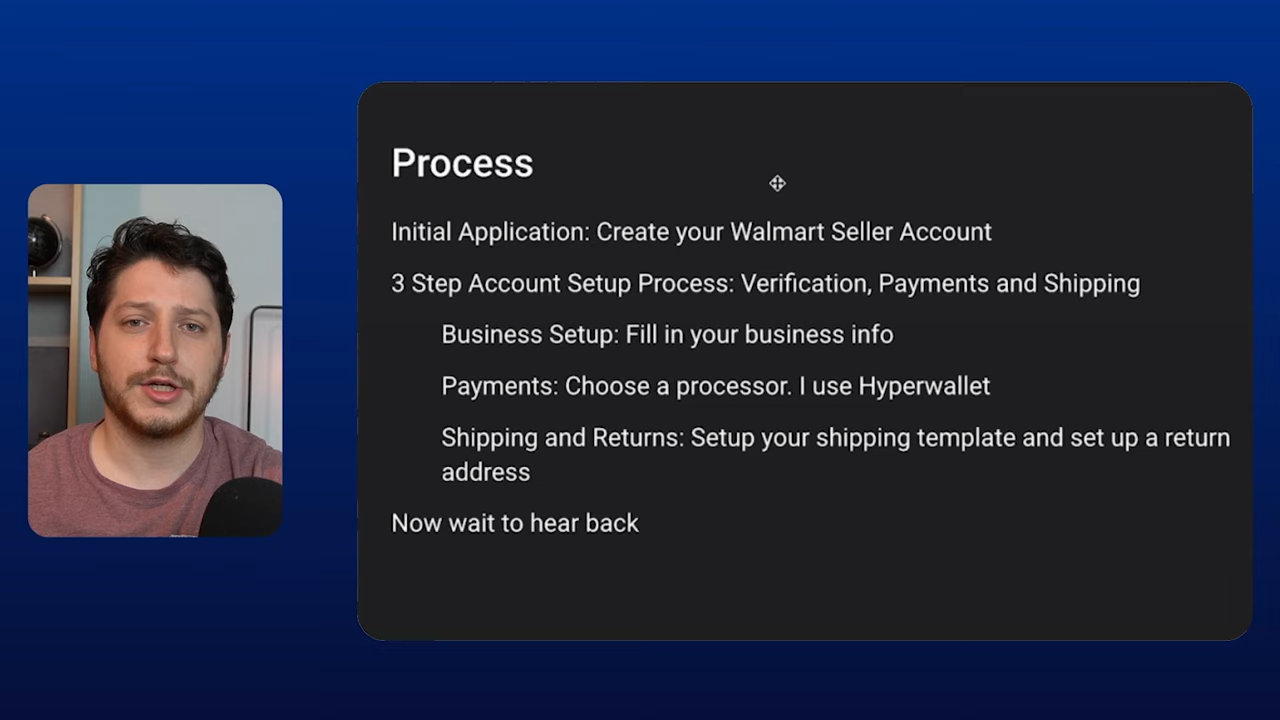 Process
Initial Application: Create your Walmart Seller Account
3 Step Account Setup Process: Verification, Payments and Shipping
Business Setup: Fill in your business info
Payments: Choose a processor. I use Hyperwallet
Shipping and Returns: Setup your shipping template and set up a return
address
Now wait to hear back